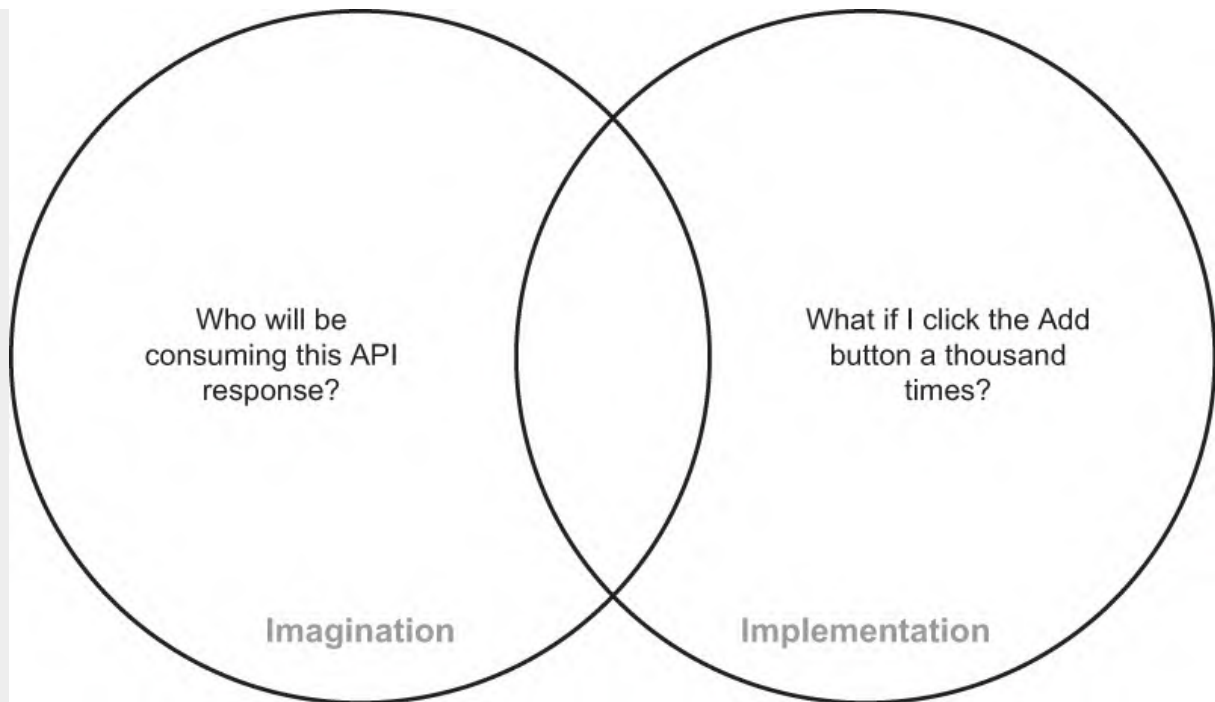 Who will be
consuming this API
response?
What if I click the Add
button a thousand
times?
Imagination
Implementation